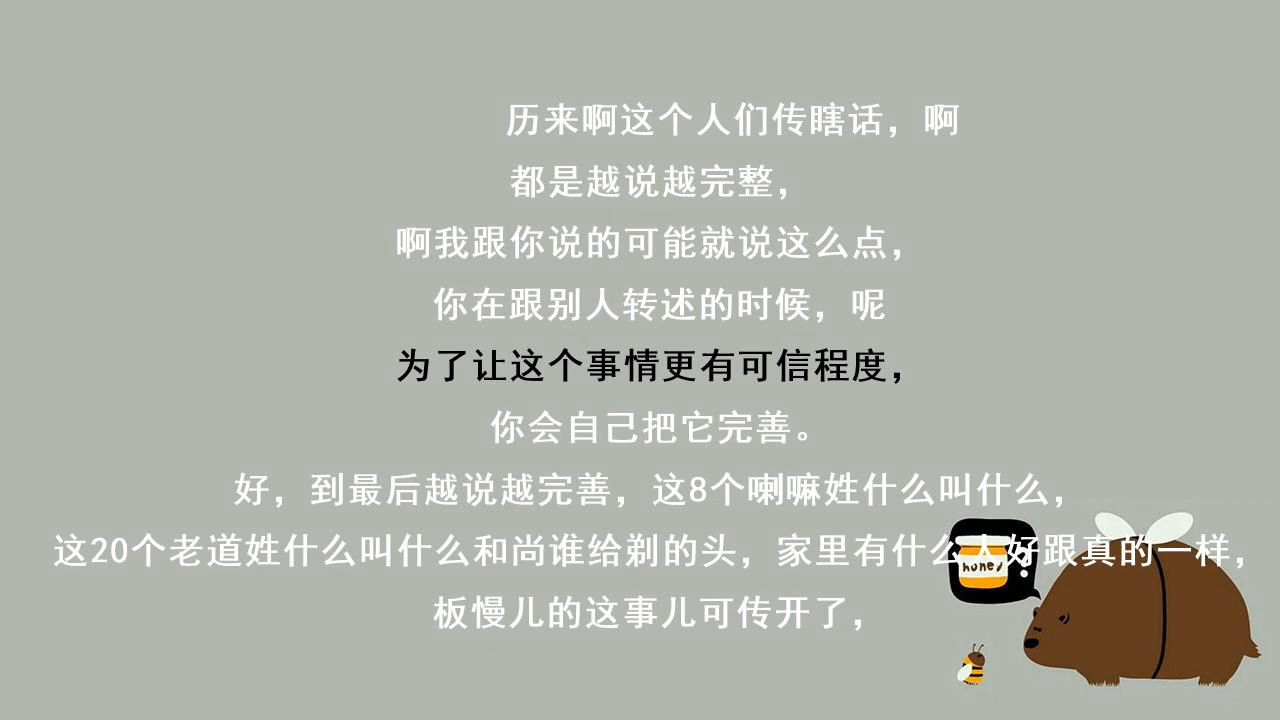 历来啊这个人们传瞎话，啊
都是越说越完整，
啊我跟你说的可能就说这么点，
你在跟别人转述的时候，呢
为了让这个事情更有可信程度，
你会自己把它完善。
好，到最后越说越完善，这8个喇嘛姓什么叫什么，
这20个老道姓什么叫什么和尚谁给剃的头，家里有什么人好跟真的一样，
honey
板慢儿的这事儿可传开了，